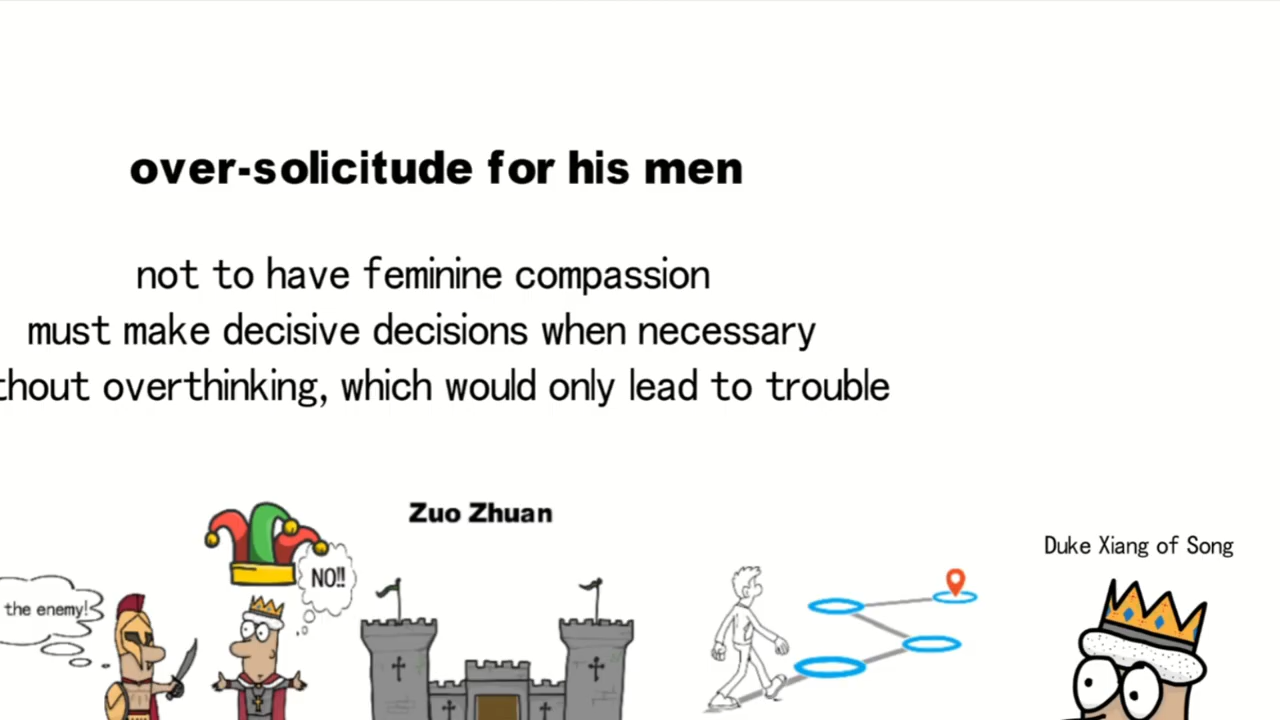 over-solicitude for his men
not to have feminine compassion
must make decisive decisions when necessary
thout overthinking, which would only lead to trouble
Zuo Zhuan
Duke Xiang of Song
NO!!
the enemy!